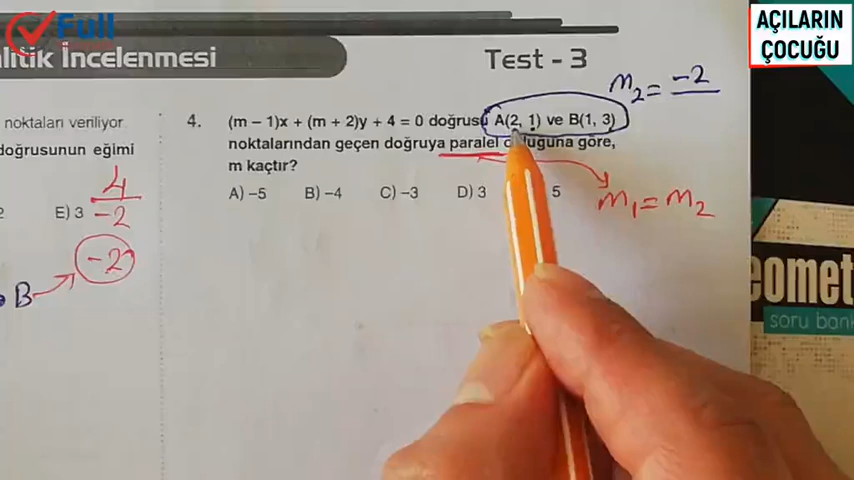 Full
AÇILARIN
ÇOCUĞU
litik İncelenmesi
Test - 3
m₂ = -2
noktaları veriliyor.
doğrusunun eğimi
E) 3
4
-2
-2
B
4. (m – 1)x + (m + 2)y + 4 = 0 doğrusu A(2, 1) ve B(1, 3)
noktalarından geçen doğruya paralel olduğuna göre,
m kaçtır?
A) –5 B) –4 C) –3 D) 3 5
m₁ = m₂
eomet
soru ban